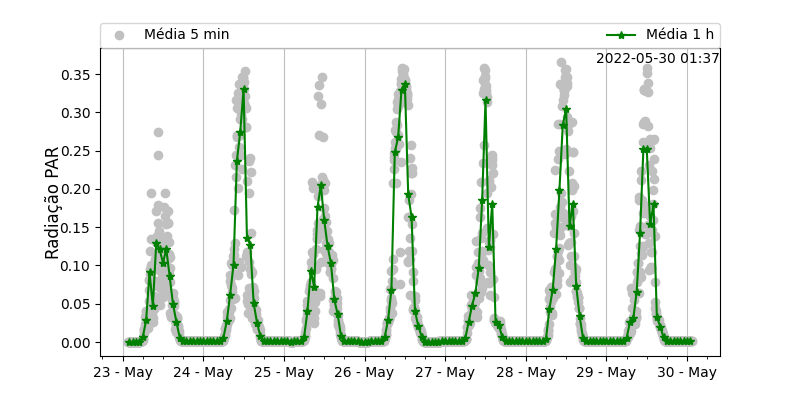 Média 5 min
Média 1 h
2022-05-30 01:37
Radiação PAR
0.35
0.30
0.25
0.20
0.15
0.10
0.05
0.00
23 - May
24 - May
25 - May
26 - May
27 - May
28 - May
29 - May
30 - May